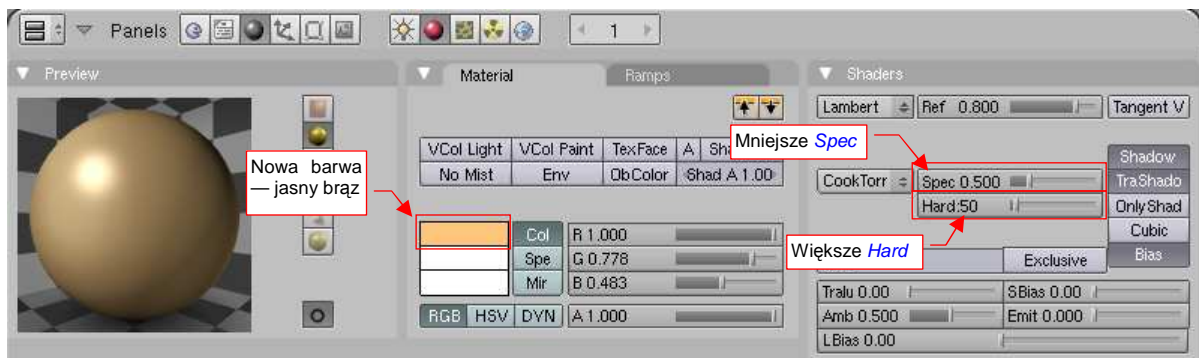 Panels 1
Preview
Material Ramps
Shaders
Lambert Ref 0.800 Tangent V
Mniejsze Spec
VCol Light VCol Paint TexFace A
No Mist Env ObColor Shad A 1.00
Nowa barwa
— jasny brąz
CookTorr Spec 0.500
Hard:50
Shadow
TraShado
OnlyShad
Cubic
Bias
Większe Hard
Exclusive
Col R 1.000
Spe G 0.778
Mir B 0.483
RGB HSV DYN A 1.000
Tralu 0.00 SBias 0.00
Amb 0.500 Emit 0.000
LBias 0.00